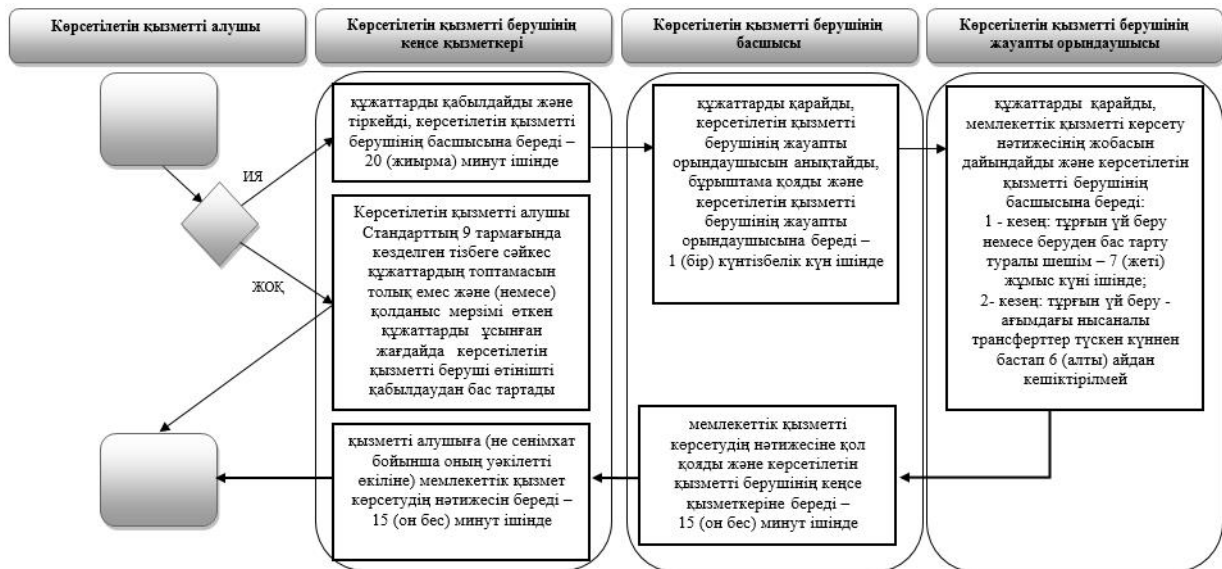 Көрсетілетін қызметті алушы
Көрсетілетін қызметті берушінің
кеңсе қызметкері
Көрсетілетін қызметті берушінің
басшысы
Көрсетілетін қызметті берушінің
жауапты орындаушысы
ИЯ
ЖОҚ
құжаттарды қабылдайды және
тіркейді, көрсетілетін қызметті
берушінің басшысына береді –
20 (жиырма) минут ішінде
Көрсетілетін қызметті алушы
Стандарттың 9 тармағында
көзделген тізбеге сәйкес
құжаттардың топтамасын
толық емес және (немесе)
қолданыс мерзімі өткен
құжаттарды ұсынған
жағдайда көрсетілетін
қызметті беруші өтінішті
қабылдаудан бас тартады
қызметті алушыға (не сенімхат
бойынша оның уәкілетті
өкіліне) мемлекеттік қызмет
көрсетудің нәтижесін береді –
15 (он бес) минут ішінде
құжаттарды қарайды,
көрсетілетін қызметті
берушінің жауапты
орындаушысын анықтайды,
бұрыштама қояды және
көрсетілетін қызметті
берушінің жауапты
орындаушысына береді –
1 (бір) күнтізбелік күн ішінде
мемлекеттік қызметті
көрсетудің нәтижесіне қол
қояды және көрсетілетін
қызметті берушінің кеңсе
қызметкеріне береді –
15 (он бес) минут ішінде
құжаттарды қарайды,
мемлекеттік қызметті көрсету
нәтижесінің жобасын
дайындайды және көрсетілетін
қызметті берушінің
басшысына береді:
1 - кезең: тұрғын үй беру
немесе беруден бас тарту
туралы шешім – 7 (жеті)
жұмыс күні ішінде;
2- кезең: тұрғын үй беру -
ағымдағы нысаналы
трансферттер түскен күннен
бастап 6 (алты) айдан
кешіктірілмей